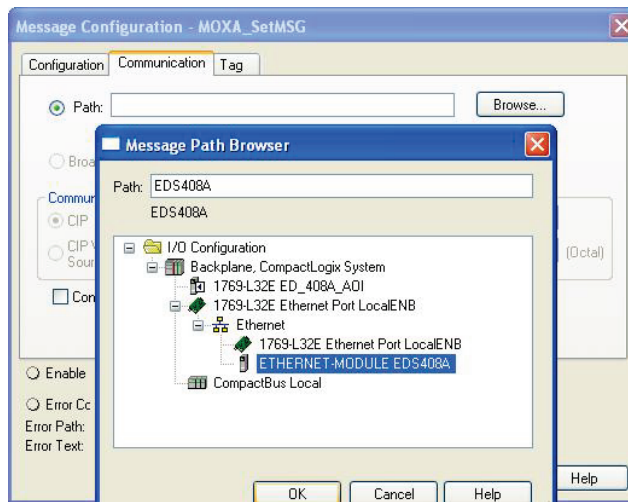 Message Configuration - MOXA_SetMSG
Configuration Communication Tag
Path:
Browse...
Message Path Browser
Broa
Path: EDS408A
EDS408A
Commun
CIP
CIP V
Sour
(Octal)
I/O Configuration
Backplane, CompactLogix System
1769-L32E ED_408A_AOI
1769-L32E Ethernet Port LocalENB
Ethernet
1769-L32E Ethernet Port LocalENB
ETHERNET-MODULE EDS408A
CompactBus Local
Con
Enable
Error Cc
Error Path:
Error Text:
OK Cancel Help
Help